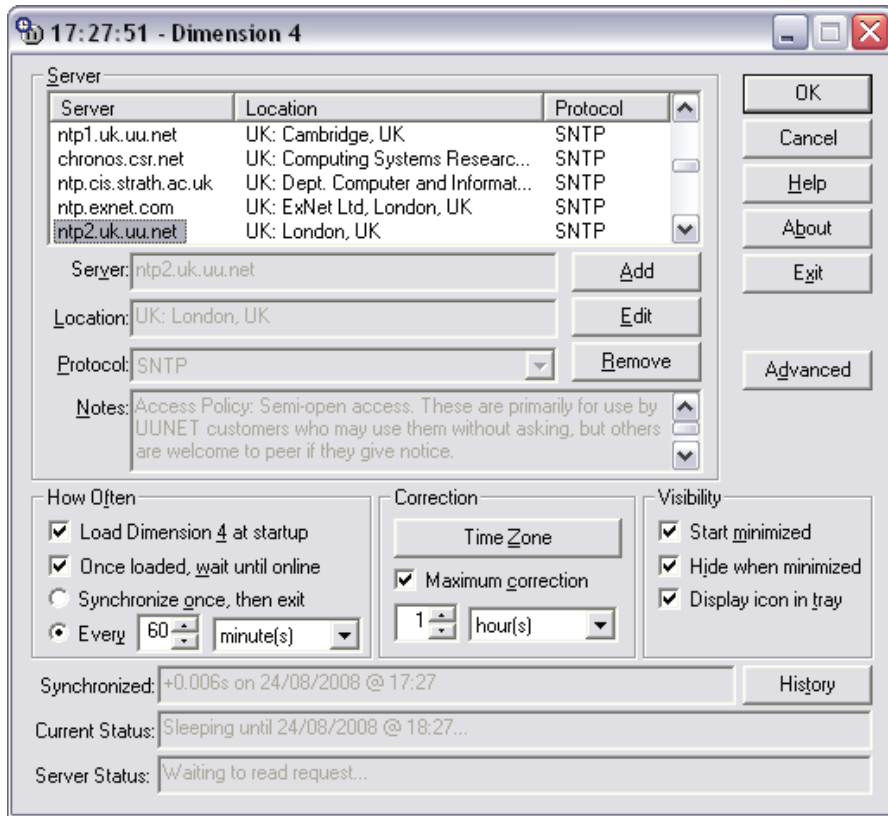 17:27:51 - Dimension 4
Server
Server Location Protocol
ntp1.uk.uu.net UK: Cambridge, UK SNTP
chronos.csr.net UK: Computing Systems Researc... SNTP
ntp.cis.strath.ac.uk UK: Dept. Computer and Informat... SNTP
ntp.exnet.com UK: ExNet Ltd, London, UK SNTP
ntp2.uk.uu.net UK: London, UK SNTP
Server: ntp2.uk.uu.net Add
Location: UK: London, UK Edit
Protocol: SNTP Remove
Notes: Access Policy: Semi-open access. These are primarily for use by
UUNET customers who may use them without asking, but others
are welcome to peer if they give notice.
OK
Cancel
Help
About
Exit
Advanced
How Often
Load Dimension 4 at startup
Once loaded, wait until online
Synchronize once, then exit
Every 60 minute(s)
Correction
Time Zone
Maximum correction
1 hour(s)
Visibility
Start minimized
Hide when minimized
Display icon in tray
Synchronized: +0.006s on 24/08/2008 @ 17:27 History
Current Status: Sleeping until 24/08/2008 @ 18:27...
Server Status: Waiting to read request...